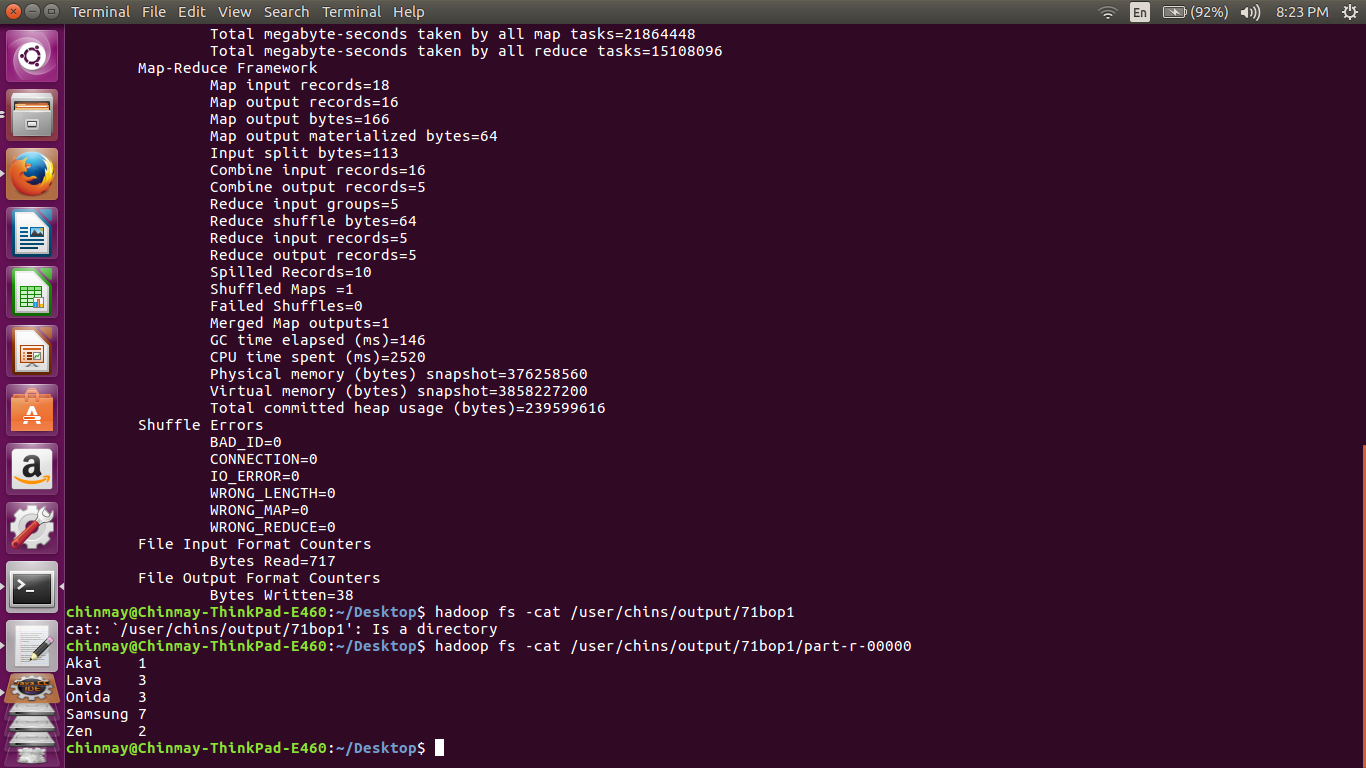 Terminal File Edit View Search Terminal Help
En (92%) 8:23 PM
Total megabyte-seconds taken by all map tasks=21864448
Total megabyte-seconds taken by all reduce tasks=15108096
Map-Reduce Framework
Map input records=18
Map output records=16
Map output bytes=166
Map output materialized bytes=64
Input split bytes=113
Combine input records=16
Combine output records=5
Reduce input groups=5
Reduce shuffle bytes=64
Reduce input records=5
Reduce output records=5
Spilled Records=10
Shuffled Maps =1
Failed Shuffles=0
Merged Map outputs=1
GC time elapsed (ms)=146
CPU time spent (ms)=2520
Physical memory (bytes) snapshot=376258560
Virtual memory (bytes) snapshot=3858227200
Total committed heap usage (bytes)=239599616
Shuffle Errors
BAD_ID=0
CONNECTION=0
IO_ERROR=0
WRONG_LENGTH=0
WRONG_MAP=0
WRONG_REDUCE=0
File Input Format Counters
Bytes Read=717
File Output Format Counters
Bytes Written=38
chinmay@Chinmay-ThinkPad-E460:~/Desktop$ hadoop fs -cat /user/chins/output/71bop1
cat: `/user/chins/output/71bop1': Is a directory
chinmay@Chinmay-ThinkPad-E460:~/Desktop$ hadoop fs -cat /user/chins/output/71bop1/part-r-00000
Akai 1
Lava 3
Onida 3
Samsung 7
Zen 2
chinmay@Chinmay-ThinkPad-E460:~/Desktop$